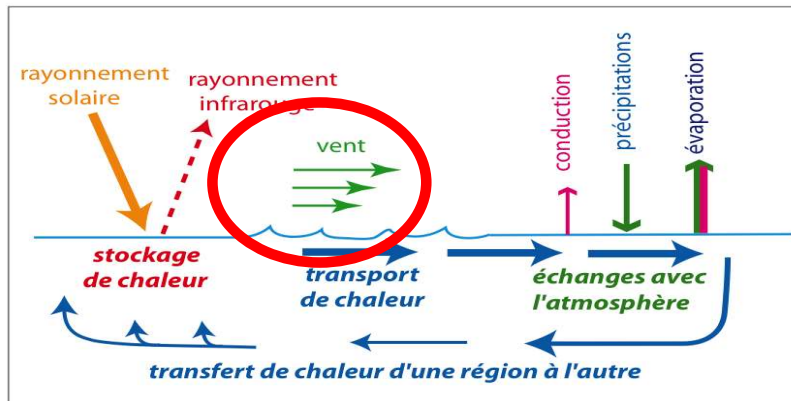 rayonnement
solaire
rayonnement
infrarouge
vent
conduction
précipitations
évaporation
stockage
de chaleur
transport
de chaleur
échanges avec
l'atmosphère
transfert de chaleur d'une région à l'autre